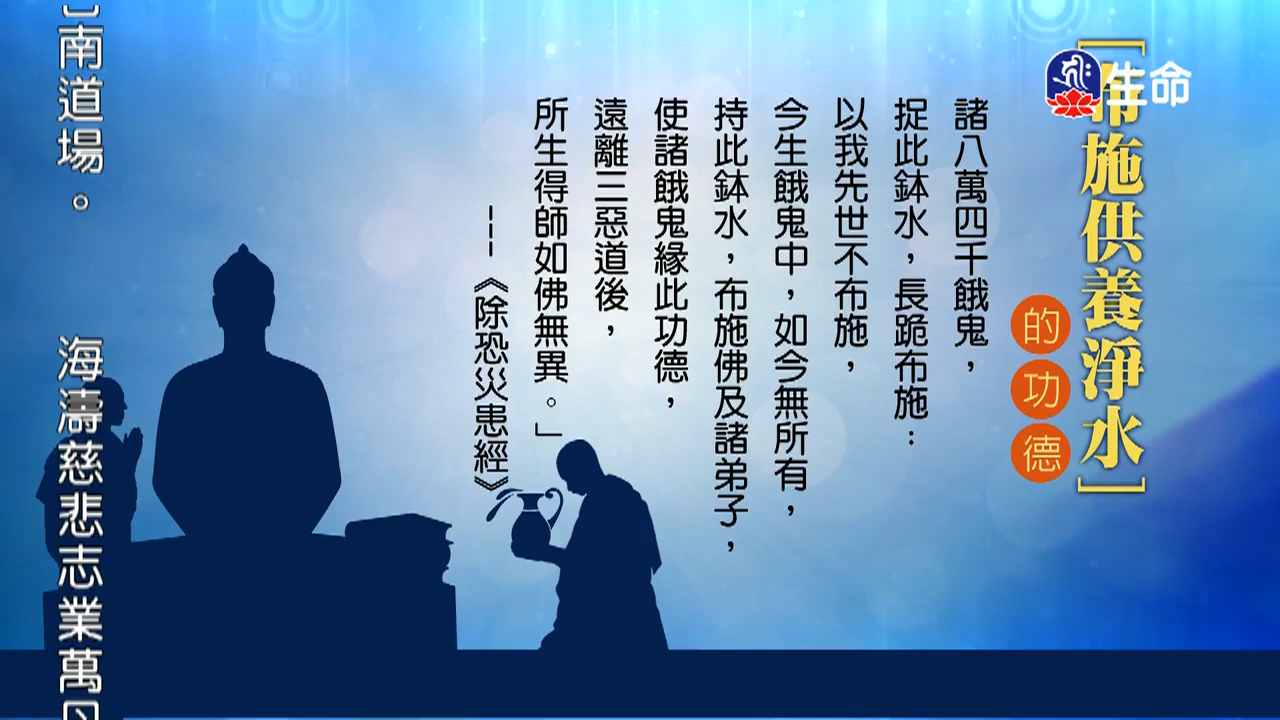 生命
布施供養淨水
的功德
諸八萬四千餓鬼，
捉此鉢水，長跪布施：
以我先世不布施，
今生餓鬼中，如今無所有，
持此鉢水，布施佛及諸弟子，
使諸餓鬼緣此功德，
遠離三惡道後，
所生得師如佛無異。」
---《除恐災患經》
】南道場。 海濤慈悲志業萬